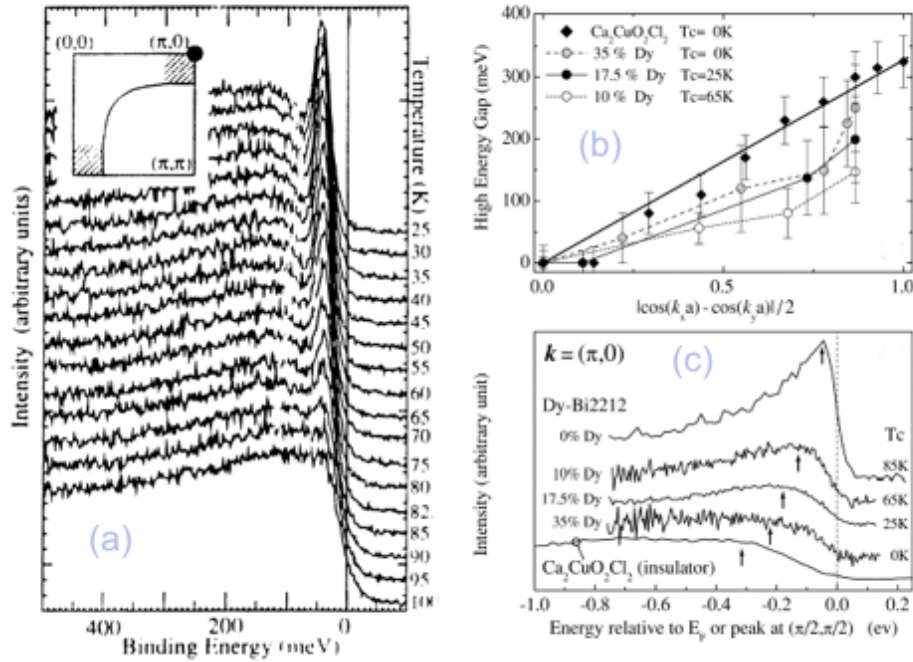 (0,0)
(π,0)
(π,π)
Intensity (arbitrary units)
Temperature (K)
25
30
35
40
45
50
55
60
65
70
75
80
82
85
90
95
100
(a)
400
200
0
Binding Energy (meV)
High Energy Gap (meV)
400
300
200
100
0
Ca₂CuO₂Cl₂ Tc= 0K
35 % Dy Tc= 0K
17.5 % Dy Tc=25K
10 % Dy Tc=65K
(b)
0.0
0.5
1.0
|cos(kₓa) - cos(kᵧa)|/2
k = (π,0)
(c)
Dy-Bi2212
Tc
0% Dy
85K
10% Dy
65K
17.5% Dy
25K
35% Dy
0K
Ca₂CuO₂Cl₂ (insulator)
Intensity (arbitrary unit)
-1.0
-0.8
-0.6
-0.4
-0.2
0.0
0.2
Energy relative to E_F or peak at (π/2,π/2) (ev)